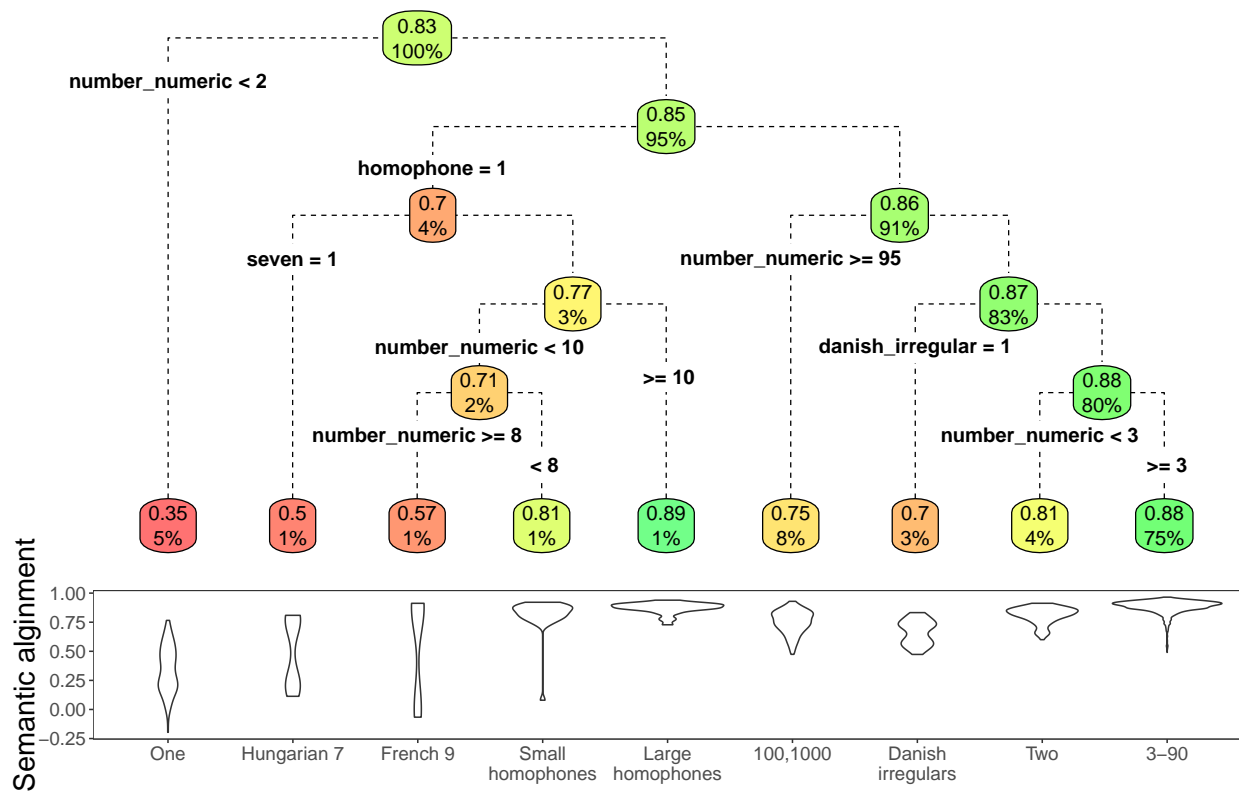 0.83
100%
number_numeric < 2
0.85
95%
homophone = 1
0.7
4%
0.86
91%
seven = 1
number_numeric >= 95
0.77
3%
0.87
83%
number_numeric < 10
>= 10
danish_irregular = 1
0.71
2%
0.88
80%
number_numeric >= 8
< 8
number_numeric < 3
>= 3
0.35
5%
0.5
1%
0.57
1%
0.81
1%
0.89
1%
0.75
8%
0.7
3%
0.81
4%
0.88
75%
Semantic alginment
1.00
0.75
0.50
0.25
0.00
−0.25
One
Hungarian 7
French 9
Small
homophones
Large
homophones
100,1000
Danish
irregulars
Two
3−90